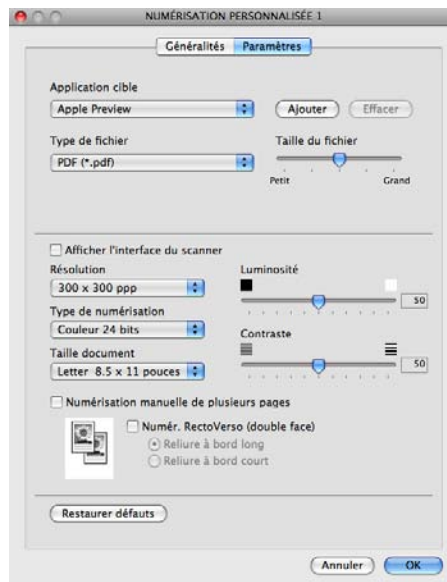 NUMÉRISATION PERSONNALISÉE 1
Généralités Paramètres
Application cible
Apple Preview Ajouter Effacer
Type de fichier Taille du fichier
PDF (*.pdf)
Petit Grand
Afficher l'interface du scanner
Résolution Luminosité
300 x 300 ppp 50
Type de numérisation
Couleur 24 bits Contraste
Taille document
Letter 8.5 x 11 pouces 50
Numérisation manuelle de plusieurs pages
Numér. RectoVerso (double face)
Reliure à bord long
Reliure à bord court
Restaurer défauts
Annuler OK